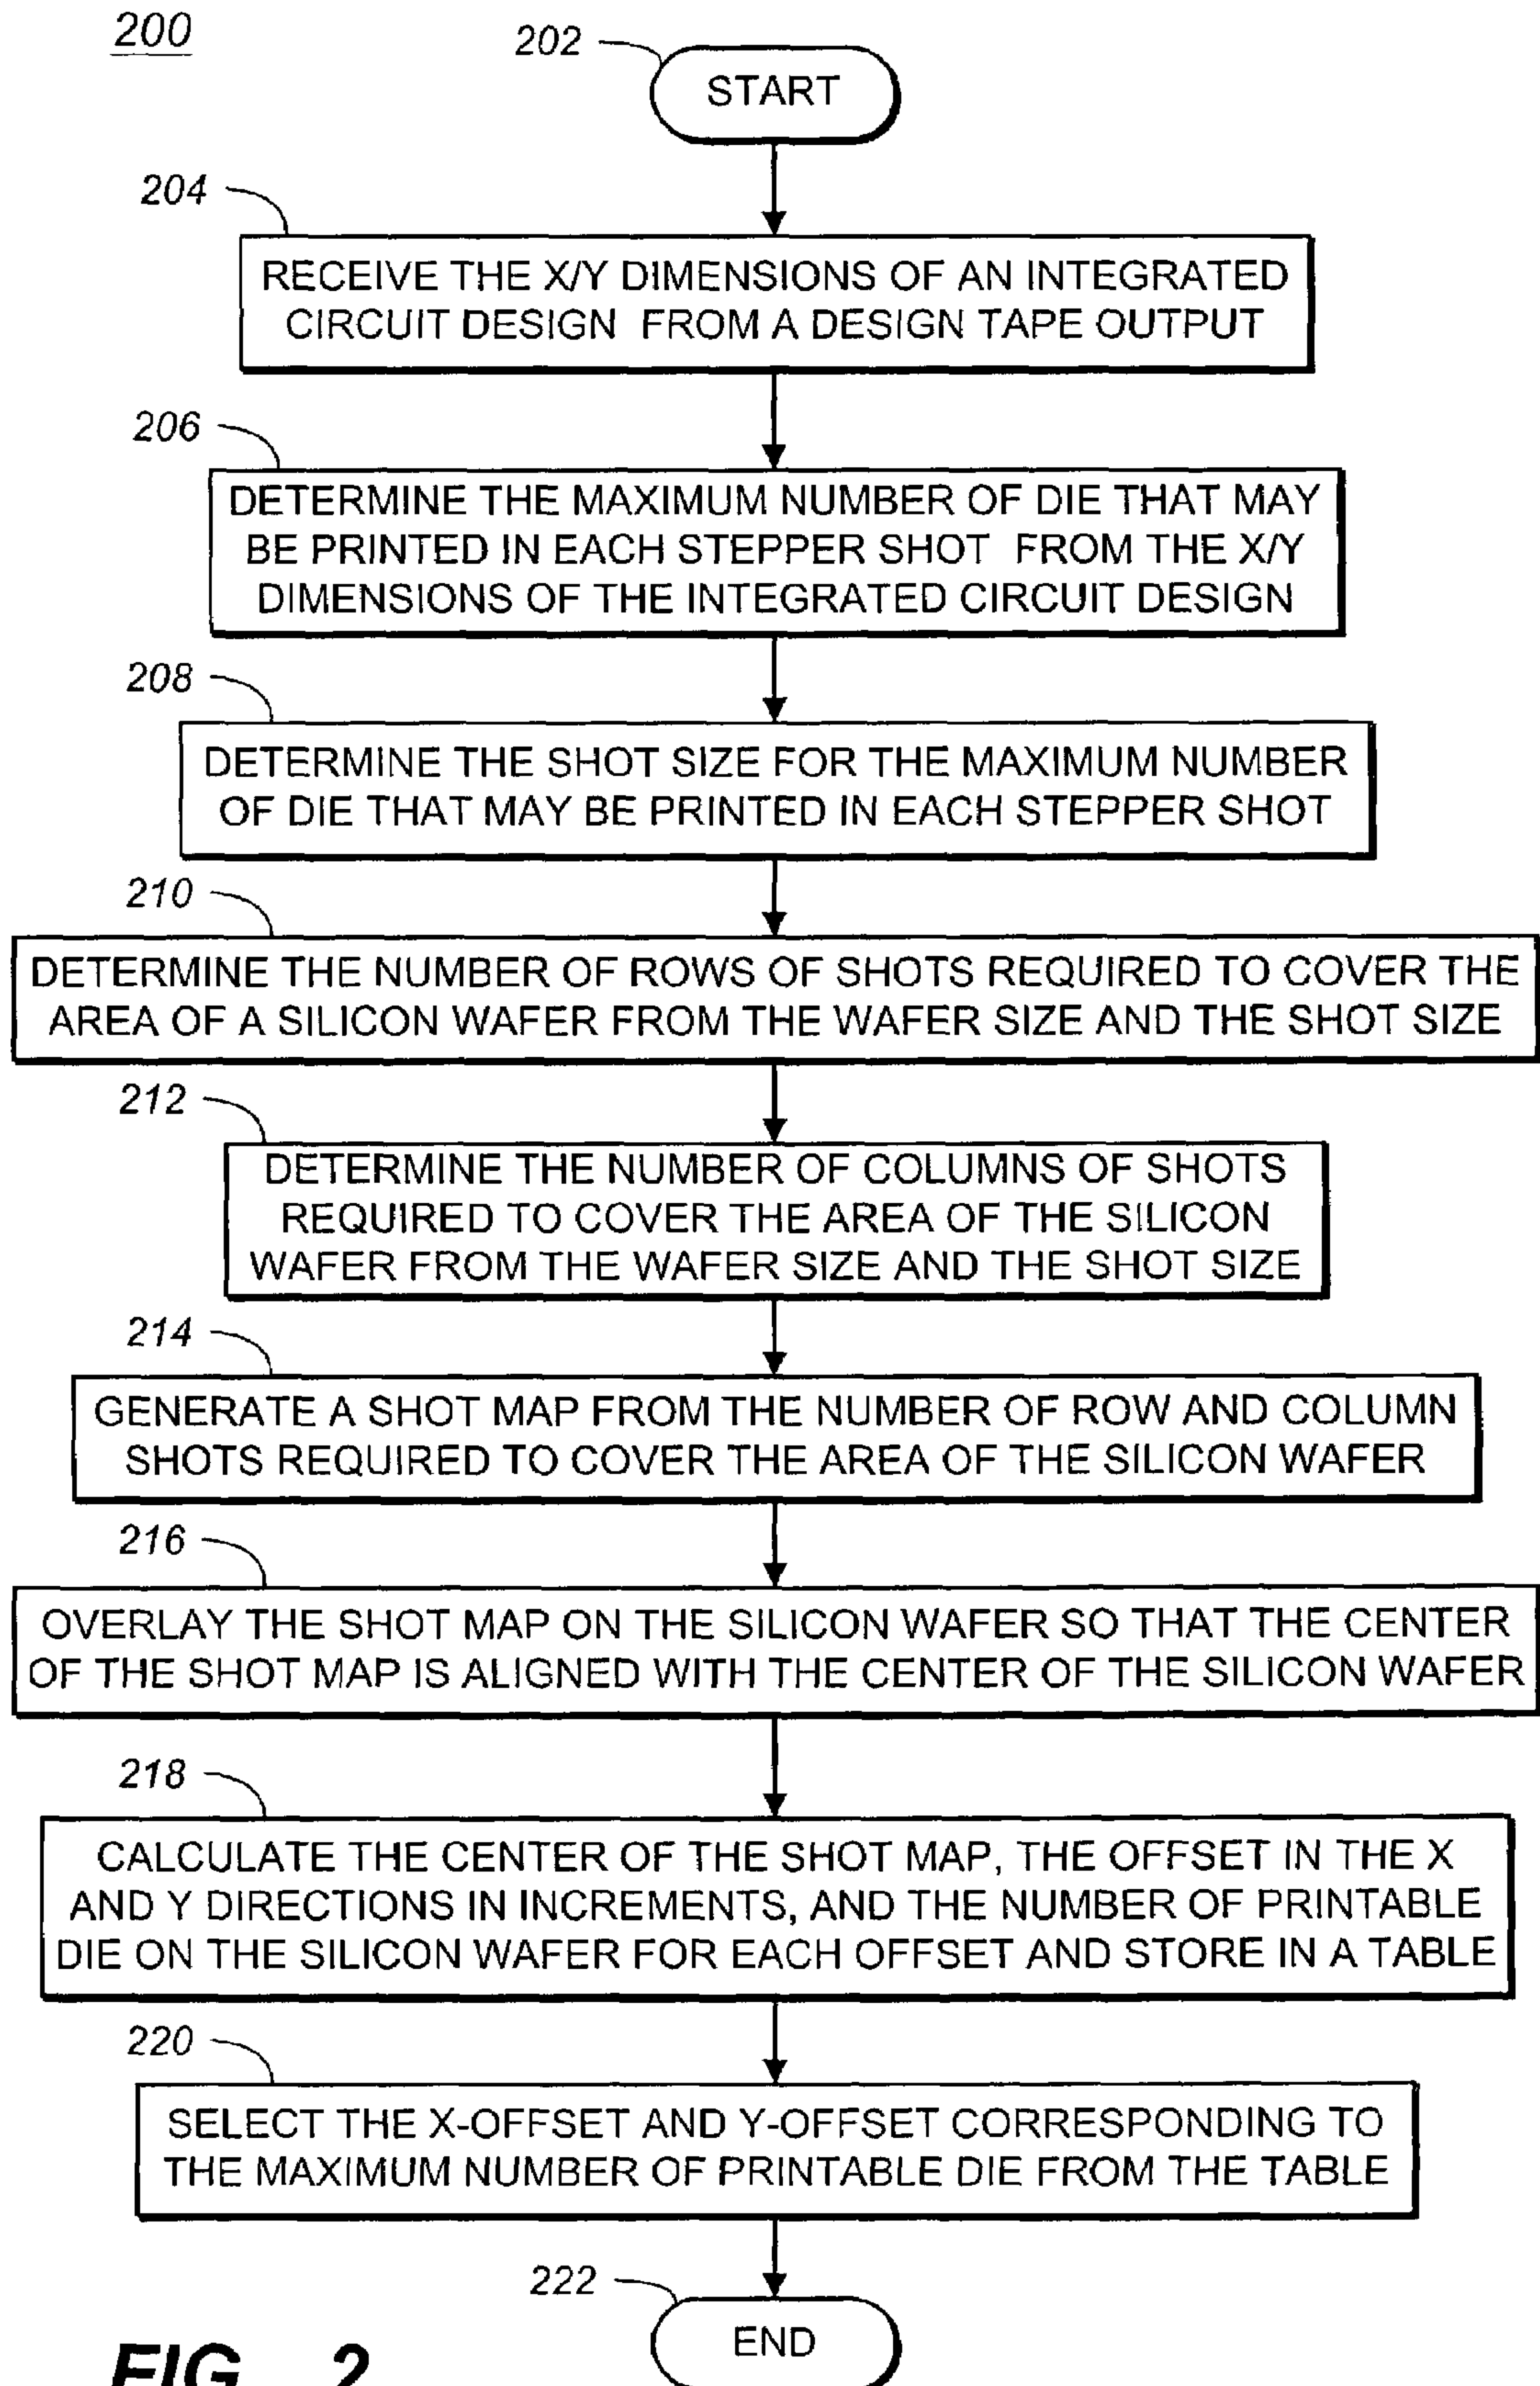 200
202
START
204
RECEIVE THE X/Y DIMENSIONS OF AN INTEGRATED
CIRCUIT DESIGN FROM A DESIGN TAPE OUTPUT
206
DETERMINE THE MAXIMUM NUMBER OF DIE THAT MAY
BE PRINTED IN EACH STEPPER SHOT FROM THE X/Y
DIMENSIONS OF THE INTEGRATED CIRCUIT DESIGN
208
DETERMINE THE SHOT SIZE FOR THE MAXIMUM NUMBER
OF DIE THAT MAY BE PRINTED IN EACH STEPPER SHOT
210
DETERMINE THE NUMBER OF ROWS OF SHOTS REQUIRED TO COVER THE
AREA OF A SILICON WAFER FROM THE WAFER SIZE AND THE SHOT SIZE
212
DETERMINE THE NUMBER OF COLUMNS OF SHOTS
REQUIRED TO COVER THE AREA OF THE SILICON
WAFER FROM THE WAFER SIZE AND THE SHOT SIZE
214
GENERATE A SHOT MAP FROM THE NUMBER OF ROW AND COLUMN
SHOTS REQUIRED TO COVER THE AREA OF THE SILICON WAFER
216
OVERLAY THE SHOT MAP ON THE SILICON WAFER SO THAT THE CENTER
OF THE SHOT MAP IS ALIGNED WITH THE CENTER OF THE SILICON WAFER
218
CALCULATE THE CENTER OF THE SHOT MAP, THE OFFSET IN THE X
AND Y DIRECTIONS IN INCREMENTS, AND THE NUMBER OF PRINTABLE
DIE ON THE SILICON WAFER FOR EACH OFFSET AND STORE IN A TABLE
220
SELECT THE X-OFFSET AND Y-OFFSET CORRESPONDING TO
THE MAXIMUM NUMBER OF PRINTABLE DIE FROM THE TABLE
222
END
FIG._2